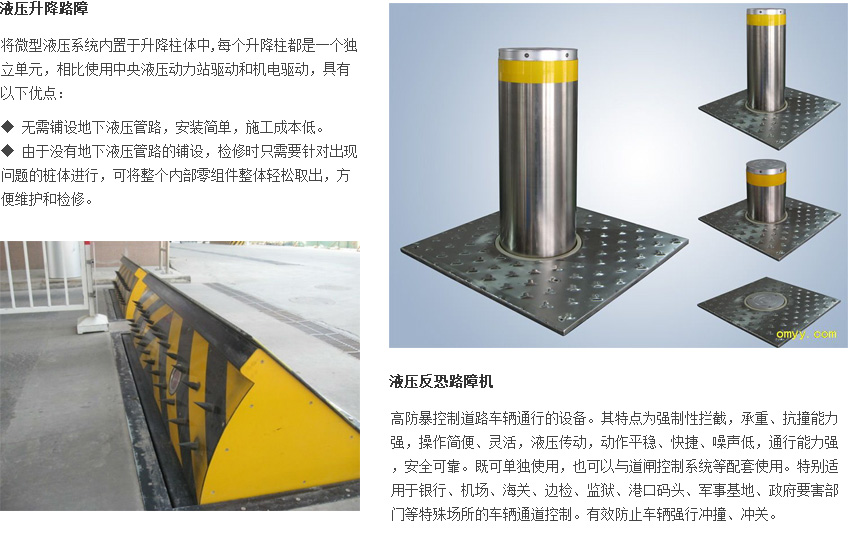 液压升降路障
将微型液压系统内置于升降柱体中,每个升降柱都是一个独
立单元，相比使用中央液压动力站驱动和机电驱动，具有
以下优点：
◆ 无需铺设地下液压管路，安装简单，施工成本低。
◆ 由于没有地下液压管路的铺设，检修时只需要针对出现
问题的桩体进行，可将整个内部零组件整体轻松取出，方
便维护和检修。
omyy.com
液压反恐路障机
高防暴控制道路车辆通行的设备。其特点为强制性拦截，承重、抗撞能力
强，操作简便、灵活，液压传动，动作平稳、快捷、噪声低，通行能力强
，安全可靠。既可单独使用，也可以与道闸控制系统等配套使用。特别适
用于银行、机场、海关、边检、监狱、港口码头、军事基地、政府要害部
门等特殊场所的车辆通道控制。有效防止车辆强行冲撞、冲关。